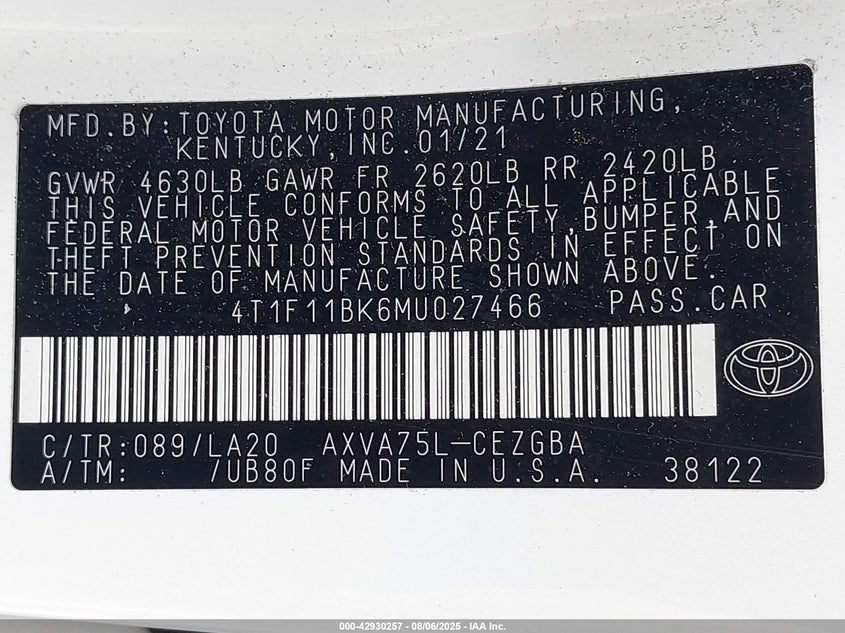 MFD.BY:TOYOTA MOTOR MANUFACTURING,
KENTUCKY,INC.01/21
GVWR 4630LB GAWR FR 2620LB RR 2420LB
THIS VEHICLE CONFORMS TO ALL APPLICABLE
FEDERAL MOTOR VEHICLE SAFETY,BUMPER,AND
THEFT PREVENTION STANDARDS IN EFFECT ON
THE DATE OF MANUFACTURE SHOWN ABOVE.
4T1F11BK6MU027466 PASS.CAR
C/TR:089/LA20 AXVA75L-CEZGBA
A/TM: /UB80F MADE IN U.S.A. 38122
000-42930257 - 08/06/2025 - IAA Inc.